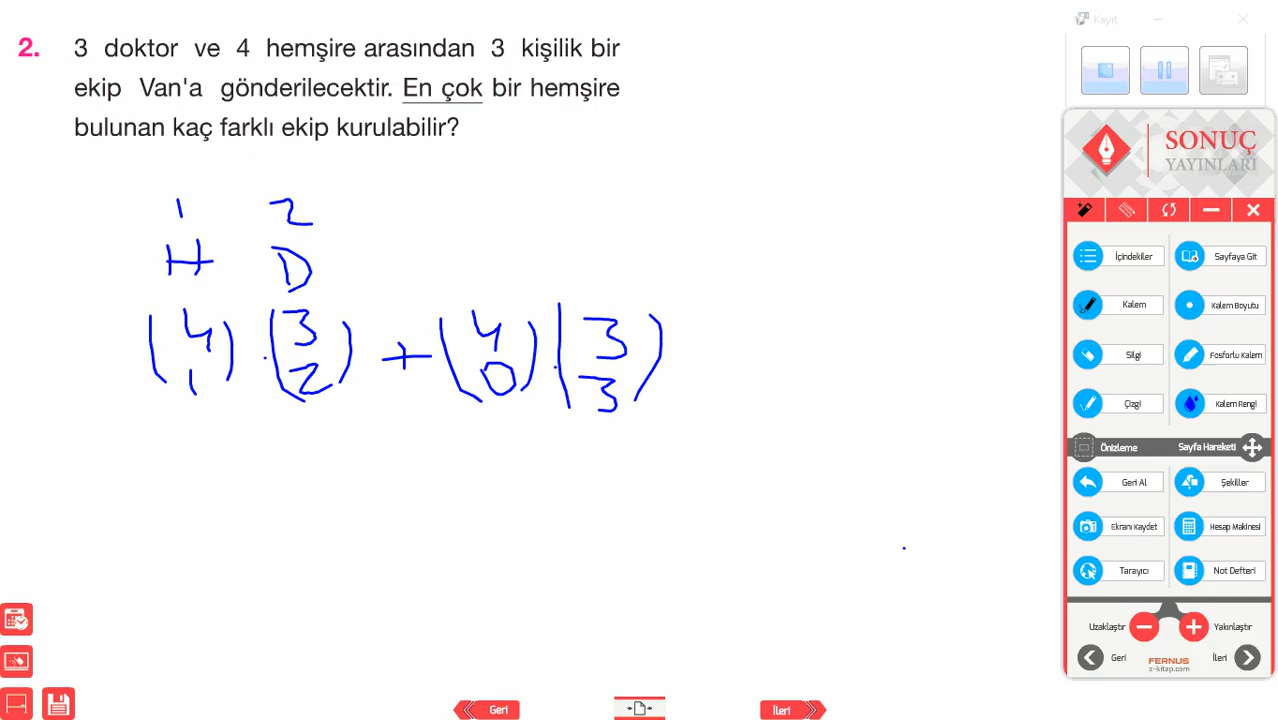 Kayıt
2. 3 doktor ve 4 hemşire arasından 3 kişilik bir
ekip Van'a gönderilecektir. En çok bir hemşire
bulunan kaç farklı ekip kurulabilir?
1 2
H D
(4 1) . (3 2) + (4 0) . (3 3)
SONUÇ
YAYINLARI
İçindekiler
Sayfaya Git
Kalem
Kalem Boyutu
Silgi
Fosforlu Kalem
Çizgi
Kalem Rengi
Önizleme
Sayfa Hareketi
Geri Al
Şekiller
Ekranı Kaydet
Hesap Makinesi
Tarayıcı
Not Defteri
Uzaklaştır
Yakınlaştır
Geri
FERNUS
z-kitap.com
İleri
Geri
İleri